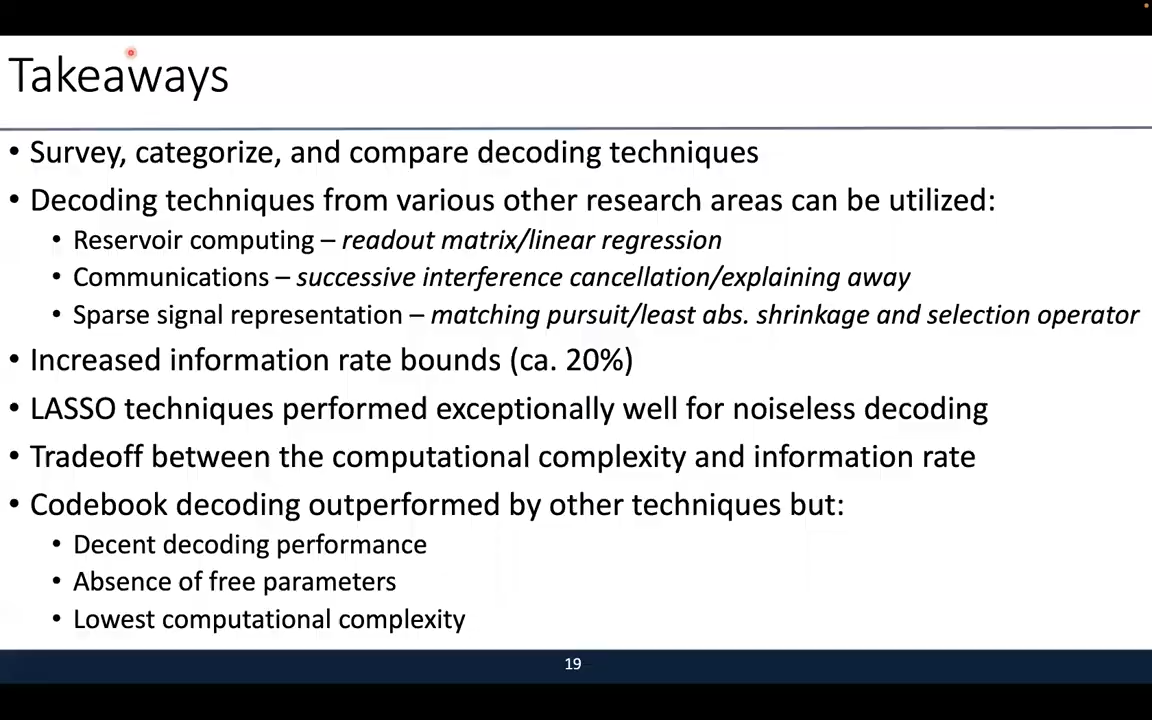 Takeaways
• Survey, categorize, and compare decoding techniques
• Decoding techniques from various other research areas can be utilized:
• Reservoir computing – readout matrix/linear regression
• Communications – successive interference cancellation/explaining away
• Sparse signal representation – matching pursuit/least abs. shrinkage and selection operator
• Increased information rate bounds (ca. 20%)
• LASSO techniques performed exceptionally well for noiseless decoding
• Tradeoff between the computational complexity and information rate
• Codebook decoding outperformed by other techniques but:
• Decent decoding performance
• Absence of free parameters
• Lowest computational complexity
19